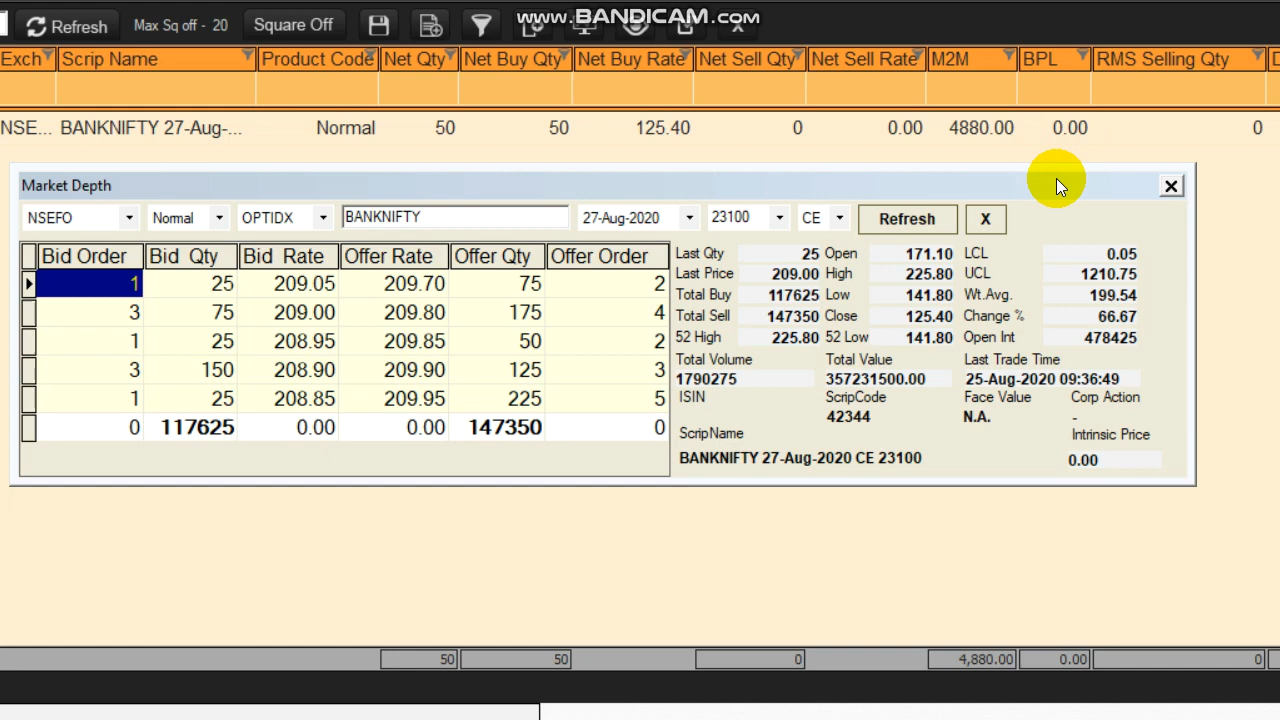 www.BANDICAM.com
Refresh Max Sq off - 20 Square Off
Exch Scrip Name Product Code Net Qty Net Buy Qty Net Buy Rate Net Sell Qty Net Sell Rate M2M BPL RMS Selling Qty
NSE... BANKNIFTY 27-Aug-... Normal 50 50 125.40 0 0.00 4880.00 0.00 0
Market Depth
NSEFO Normal OPTIDX BANKNIFTY 27-Aug-2020 23100 CE Refresh X
Bid Order Bid Qty Bid Rate Offer Rate Offer Qty Offer Order
1 25 209.05 209.70 75 2
3 75 209.00 209.80 175 4
1 25 208.95 209.85 50 2
3 150 208.90 209.90 125 3
1 25 208.85 209.95 225 5
0 117625 0.00 0.00 147350 0
Last Qty 25 Open 171.10 LCL 0.05
Last Price 209.00 High 225.80 UCL 1210.75
Total Buy 117625 Low 141.80 Wt.Avg. 199.54
Total Sell 147350 Close 125.40 Change % 66.67
52 High 225.80 52 Low 141.80 Open Int 478425
Total Volume Total Value Last Trade Time
1790275 357231500.00 25-Aug-2020 09:36:49
ISIN ScripCode Face Value Corp Action
42344 N.A. -
ScripName Intrinsic Price
BANKNIFTY 27-Aug-2020 CE 23100 0.00
50 50 0 4,880.00 0.00 0